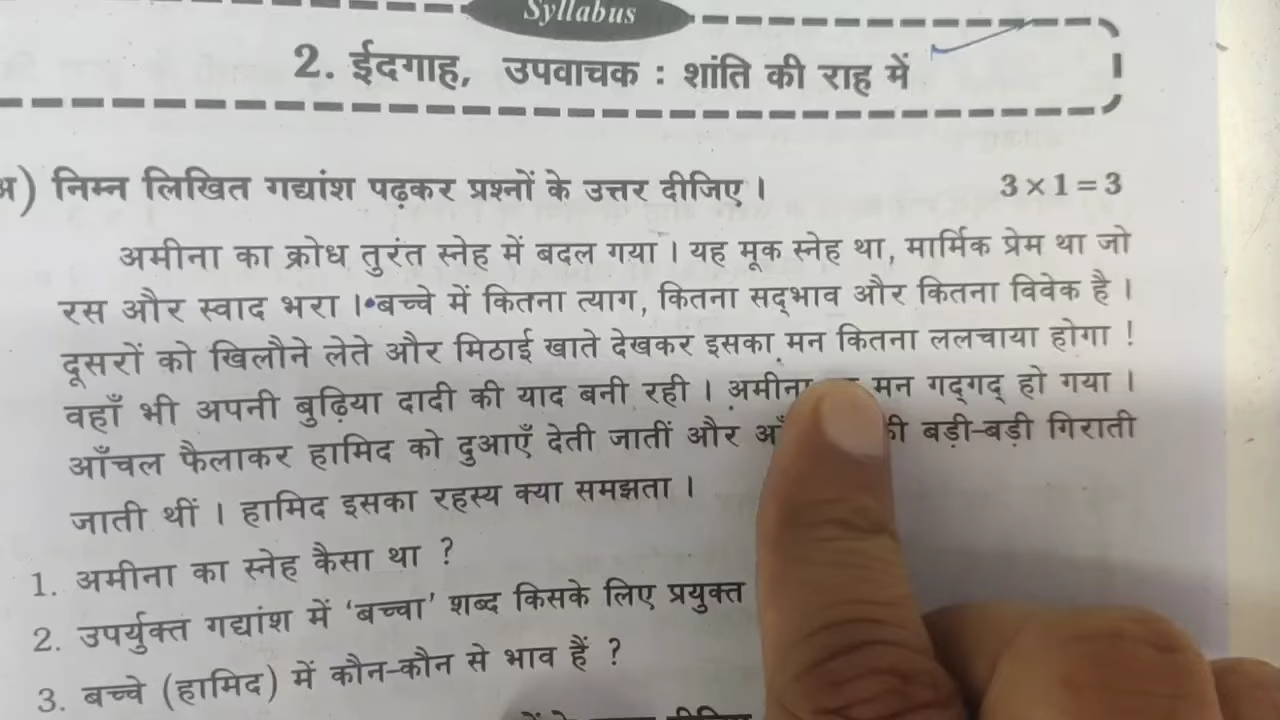 Syllabus
2. ईदगाह, उपवाचक : शांति की राह में
अ) निम्न लिखित गद्यांश पढ़कर प्रश्नों के उत्तर दीजिए । 3 × 1 = 3
अमीना का क्रोध तुरंत स्नेह में बदल गया । यह मूक स्नेह था, मार्मिक प्रेम था जो
रस और स्वाद भरा । बच्चे में कितना त्याग, कितना सद्‌भाव और कितना विवेक है ।
दूसरों को खिलौने लेते और मिठाई खाते देखकर इसका मन कितना ललचाया होगा !
वहाँ भी अपनी बुढ़िया दादी की याद बनी रही । अमीना मन गद्‌गद् हो गया ।
आँचल फैलाकर हामिद को दुआएँ देती जातीं और की बड़ी-बड़ी गिराती
जाती थीं । हामिद इसका रहस्य क्या समझता ।
1. अमीना का स्नेह कैसा था ?
2. उपर्युक्त गद्यांश में ‘बच्चा’ शब्द किसके लिए प्रयुक्त
3. बच्चे (हामिद) में कौन-कौन से भाव हैं ?